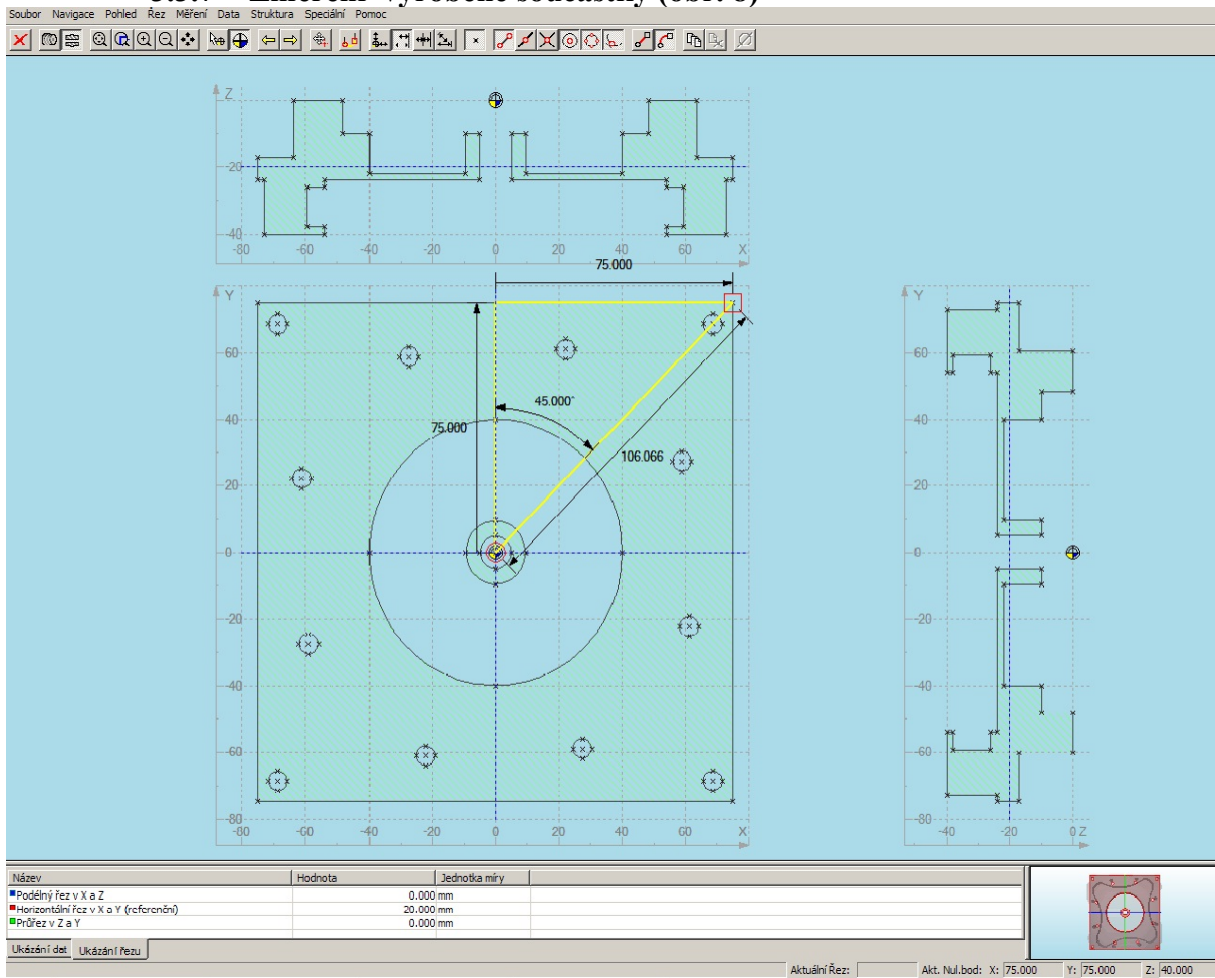 Soubor Navigace Pohled Řez Měření Data Struktura Speciální Pomoc
Z
-20
-40
-80 -60 -40 -20 0 20 40 60 X
75.000
Y
60
45.000°
40
75.000
106.066
20
0
-20
-40
-60
-80
-80 -60 -40 -20 0 20 40 60 X
Y
60
40
20
0
-20
-40
-60
-80
-40 -20 0 Z
Název Hodnota Jednotka míry
Podélný řez v X a Z 0.000 mm
Horizontální řez v X a Y (referenční) 20.000 mm
Průřez v Z a Y 0.000 mm
Ukázání dat Ukázání řezu
Aktuální Řez: Akt. Nul.bod: X: 75.000 Y: 75.000 Z: 40.000